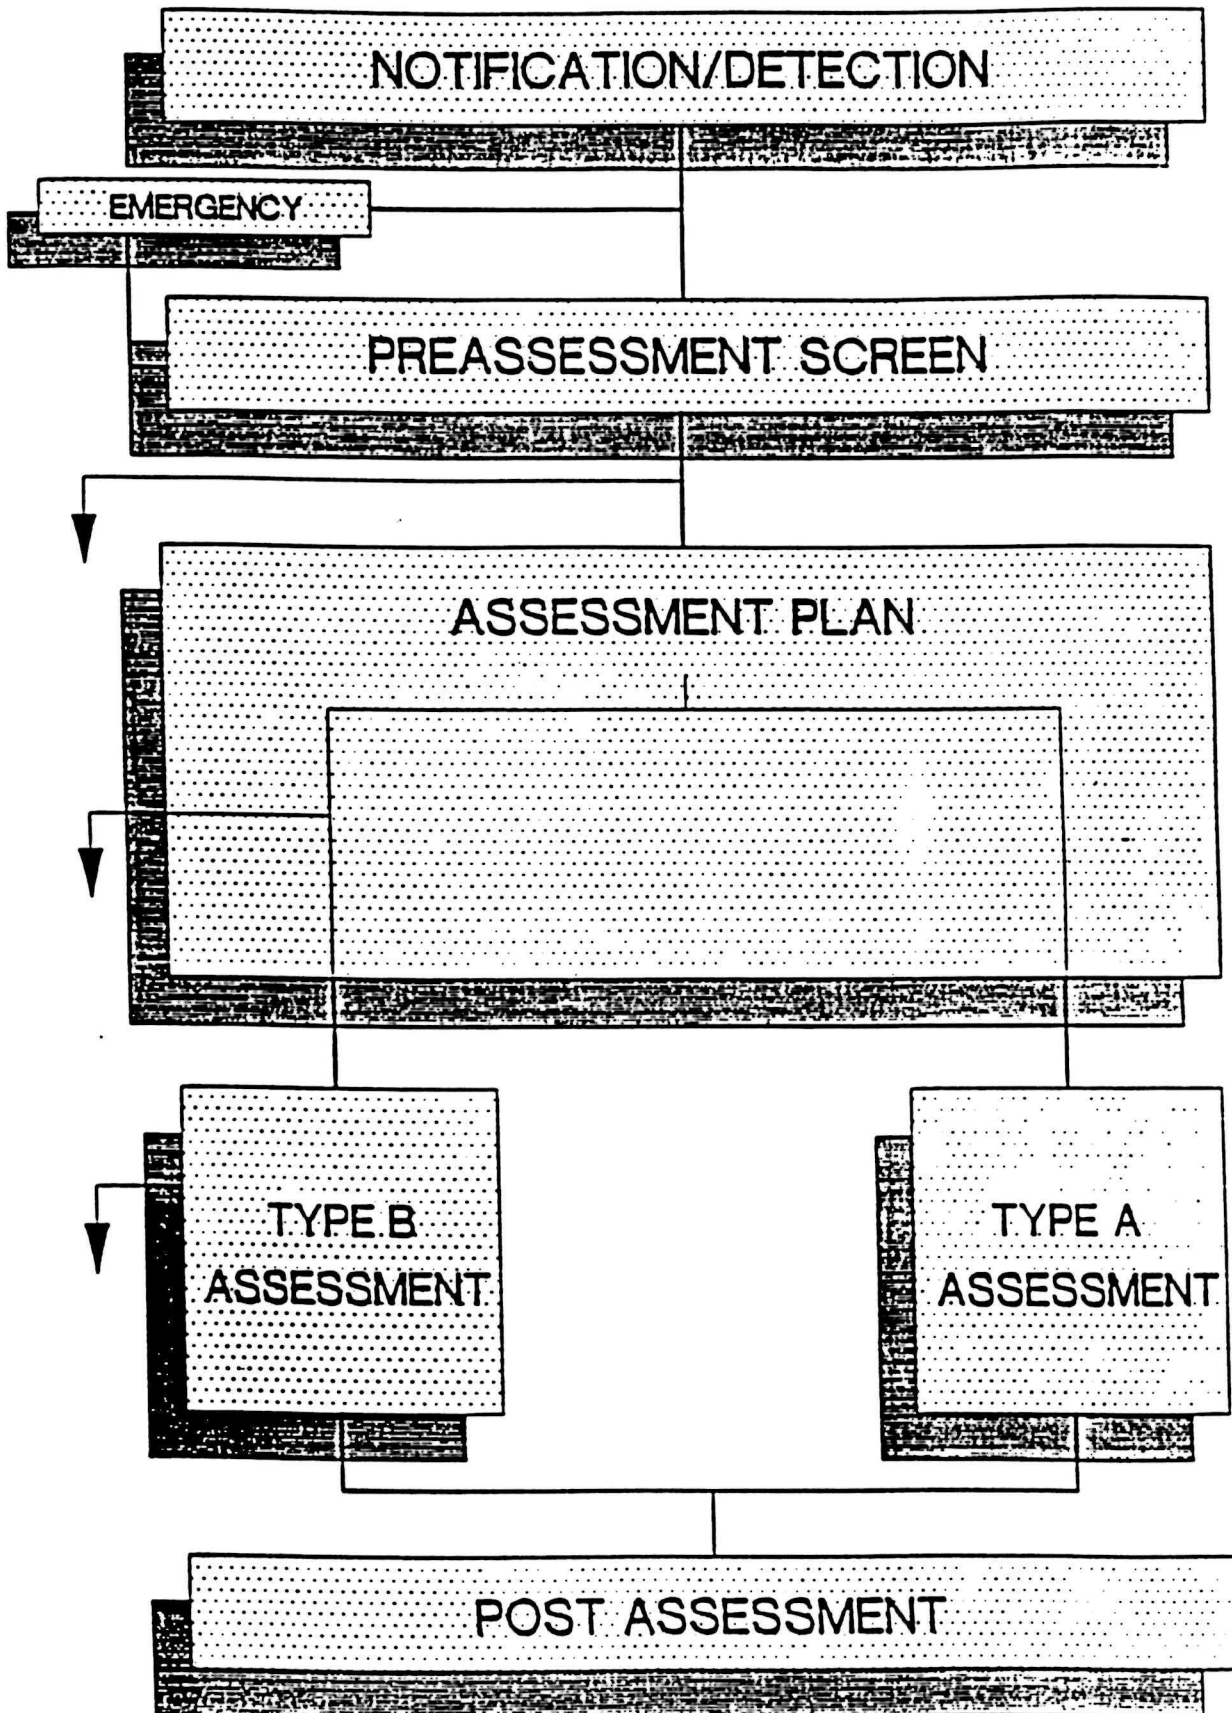 NOTIFICATION/DETECTION
EMERGENCY
PREASSESSMENT SCREEN
ASSESSMENT PLAN
TYPE B
ASSESSMENT
TYPE A
ASSESSMENT
POST ASSESSMENT